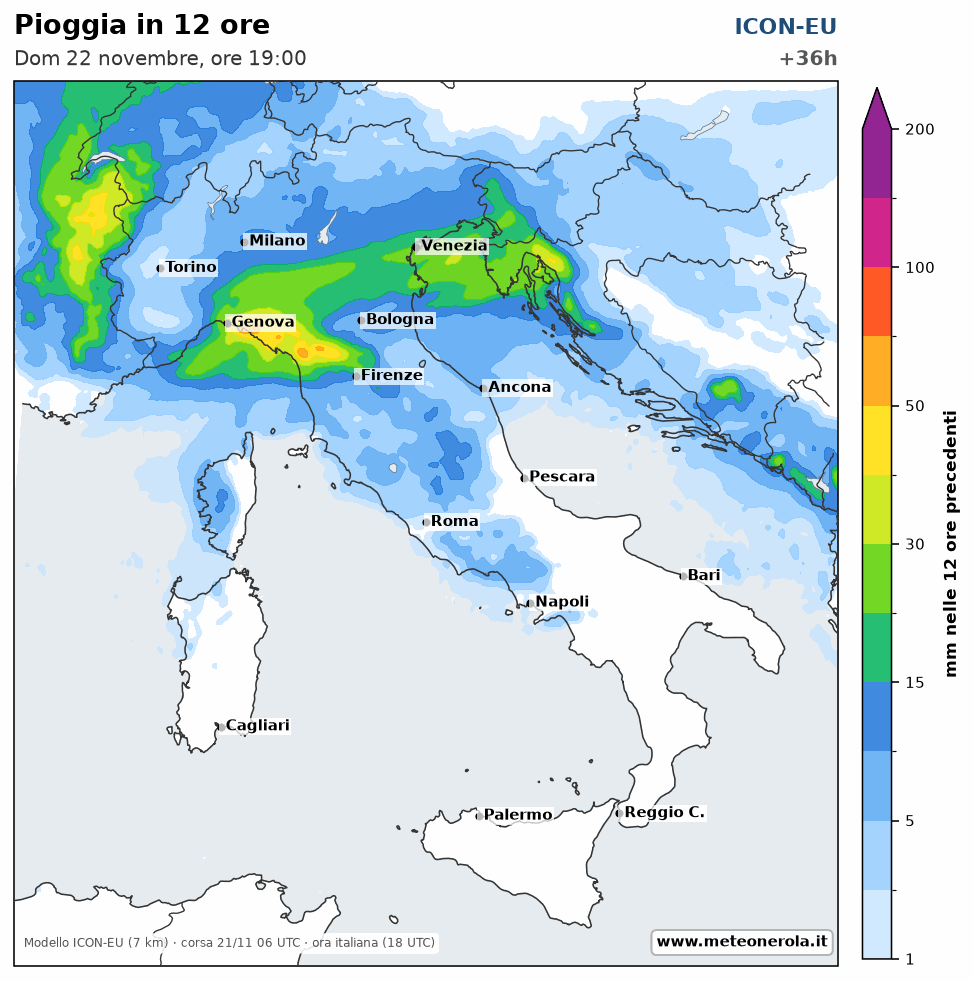 Pioggia in 12 ore
ICON-EU
Dom 22 novembre, ore 19:00
+36h
Milano
Venezia
Torino
Genova
Bologna
Firenze
Ancona
Pescara
Roma
Bari
Napoli
Cagliari
Palermo
Reggio C.
200
100
50
30
15
5
1
mm nelle 12 ore precedenti
Modello ICON-EU (7 km) · corsa 21/11 06 UTC · ora italiana (18 UTC)
www.meteonerola.it